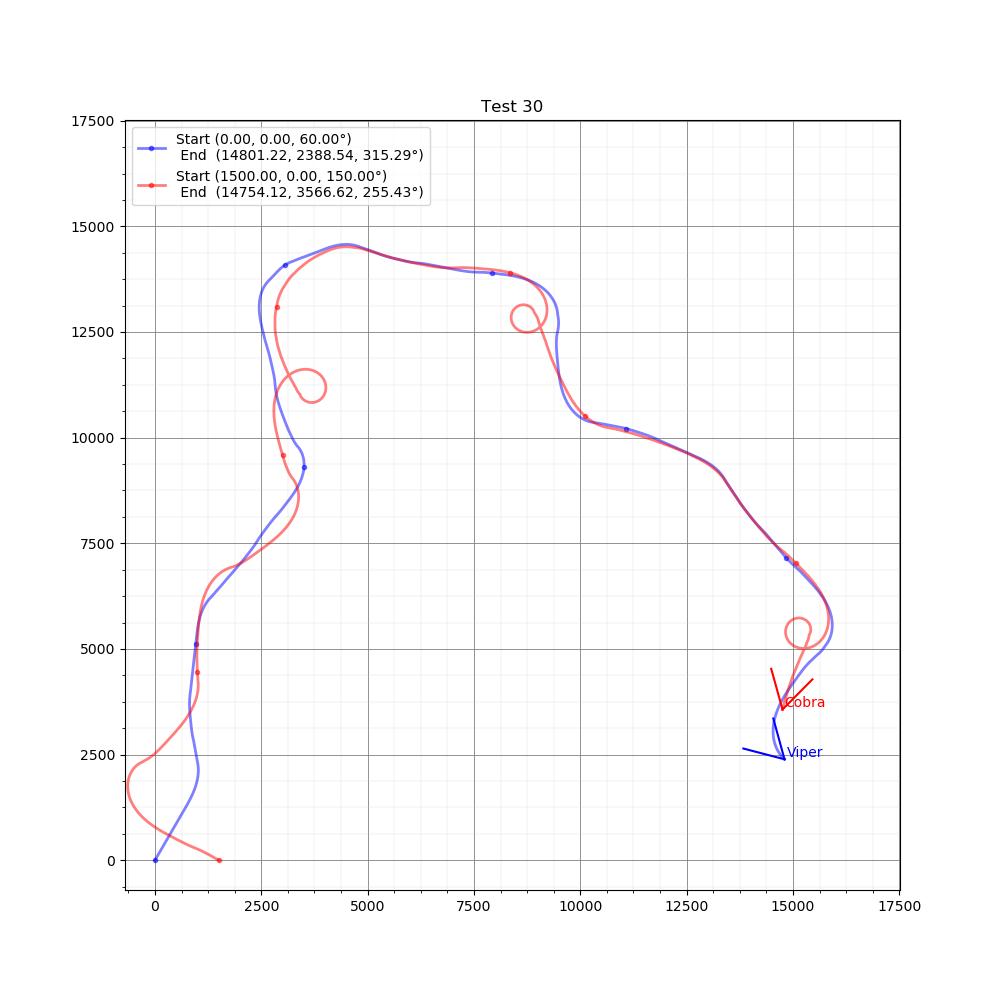 Test 30
Start (0.00, 0.00, 60.00°)
End  (14801.22, 2388.54, 315.29°)
Start (1500.00, 0.00, 150.00°)
End  (14754.12, 3566.62, 255.43°)
17500
15000
12500
10000
7500
5000
2500
0
Cobra
Viper
0 2500 5000 7500 10000 12500 15000 17500